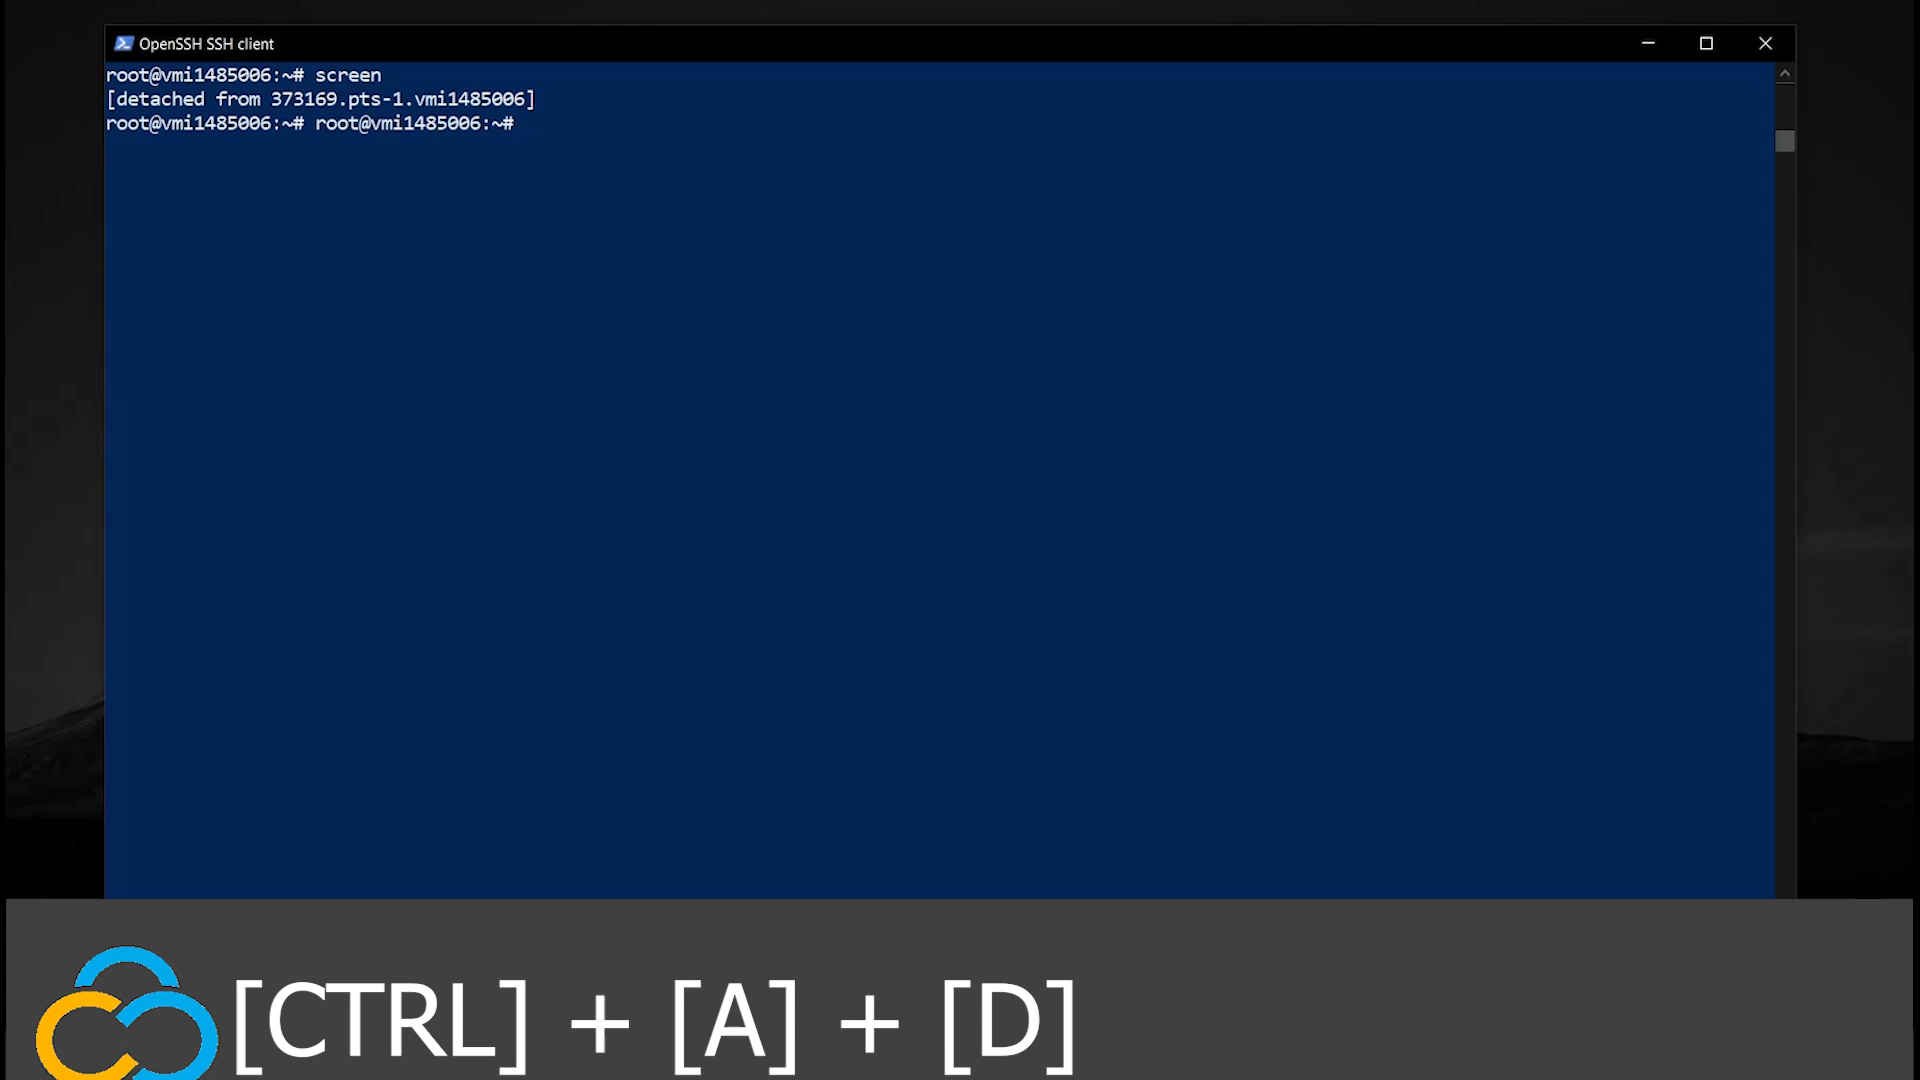 OpenSSH SSH client
root@vmi1485006:~# screen
[detached from 373169.pts-1.vmi1485006]
root@vmi1485006:~# root@vmi1485006:~#
[CTRL] + [A] + [D]